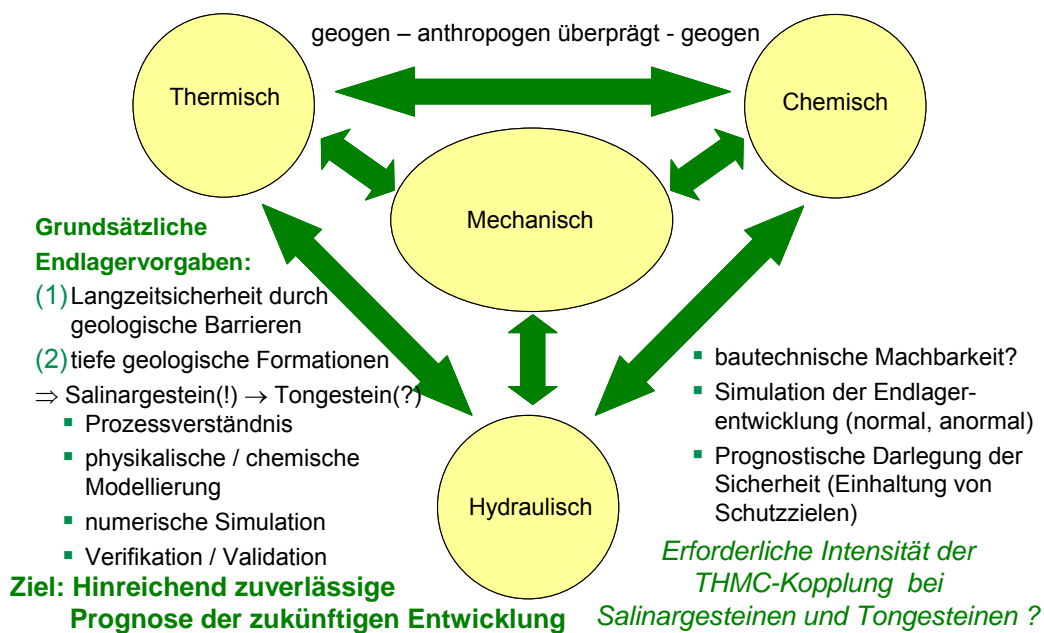 geogen – anthropogen überprägt - geogen
Thermisch
Chemisch
Mechanisch
Grundsätzliche
Endlagervorgaben:
(1) Langzeitsicherheit durch
geologische Barrieren
(2) tiefe geologische Formationen
⇒ Salinargestein(!) → Tongestein(?)
▪ Prozessverständnis
▪ physikalische / chemische
Modellierung
▪ numerische Simulation
▪ Verifikation / Validation
Ziel: Hinreichend zuverlässige
Prognose der zukünftigen Entwicklung
Hydraulisch
▪ bautechnische Machbarkeit?
▪ Simulation der Endlager-
entwicklung (normal, anormal)
▪ Prognostische Darlegung der
Sicherheit (Einhaltung von
Schutzzielen)
Erforderliche Intensität der
THMC-Kopplung bei
Salinargesteinen und Tongesteinen ?